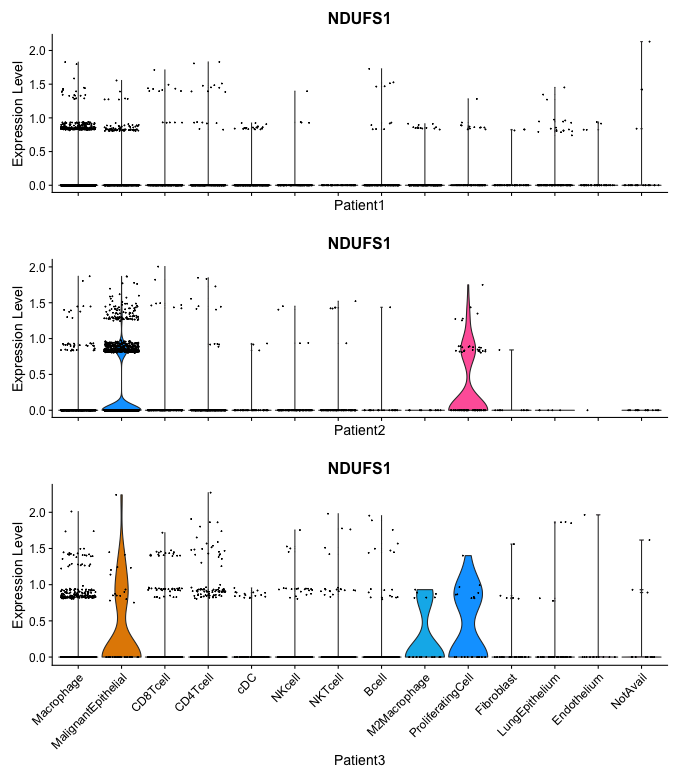 NDUFS1
Expression Level
2.0
1.5
1.0
0.5
0.0
Patient1
NDUFS1
Expression Level
2.0
1.5
1.0
0.5
0.0
Patient2
NDUFS1
Expression Level
2.0
1.5
1.0
0.5
0.0
Macrophage
MalignantEpithelial
CD8Tcell
CD4Tcell
cDC
NKcell
NKTcell
Bcell
M2Macrophage
ProliferatingCell
Fibroblast
LungEpithelium
Endothelium
NotAvail
Patient3